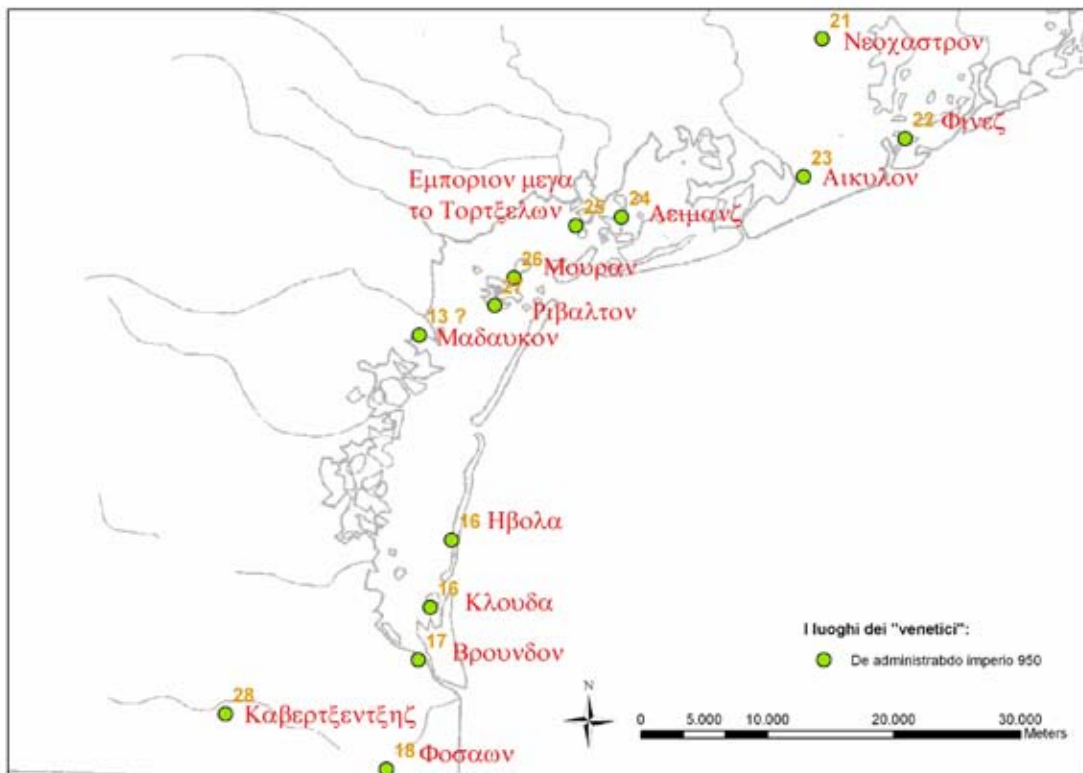 21
Νεοχαστρον
22 Φινεζ
23
Αικυλον
Εμποριον μεγα
το Τορτξελων
25
24
Αειμανζ
26
Μουραν
27
Ριβαλτον
13 ?
Μαδαυκον
16 Ηβολα
16
Κλουδα
17
Βρουνδον
28
Καβερτξεντξηζ
18 Φοσαων
I luoghi dei "venetici":
De administrabdo imperio 950
N
0 5.000 10.000 20.000 30.000
Meters